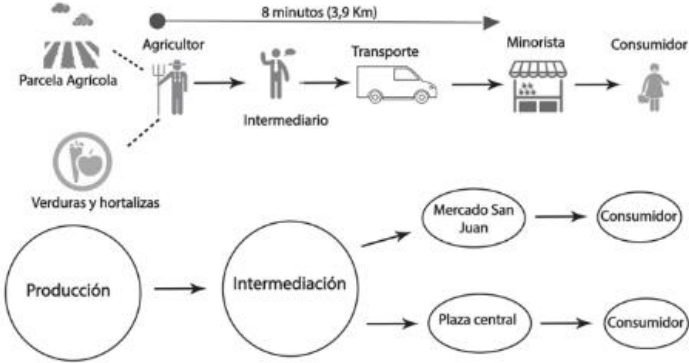 8 minutos (3,9 Km)
Agricultor
Transporte
Minorista
Consumidor
Parcela Agrícola
Intermediario
Verduras y hortalizas
Producción
Intermediación
Mercado San
Juan
Consumidor
Plaza central
Consumidor